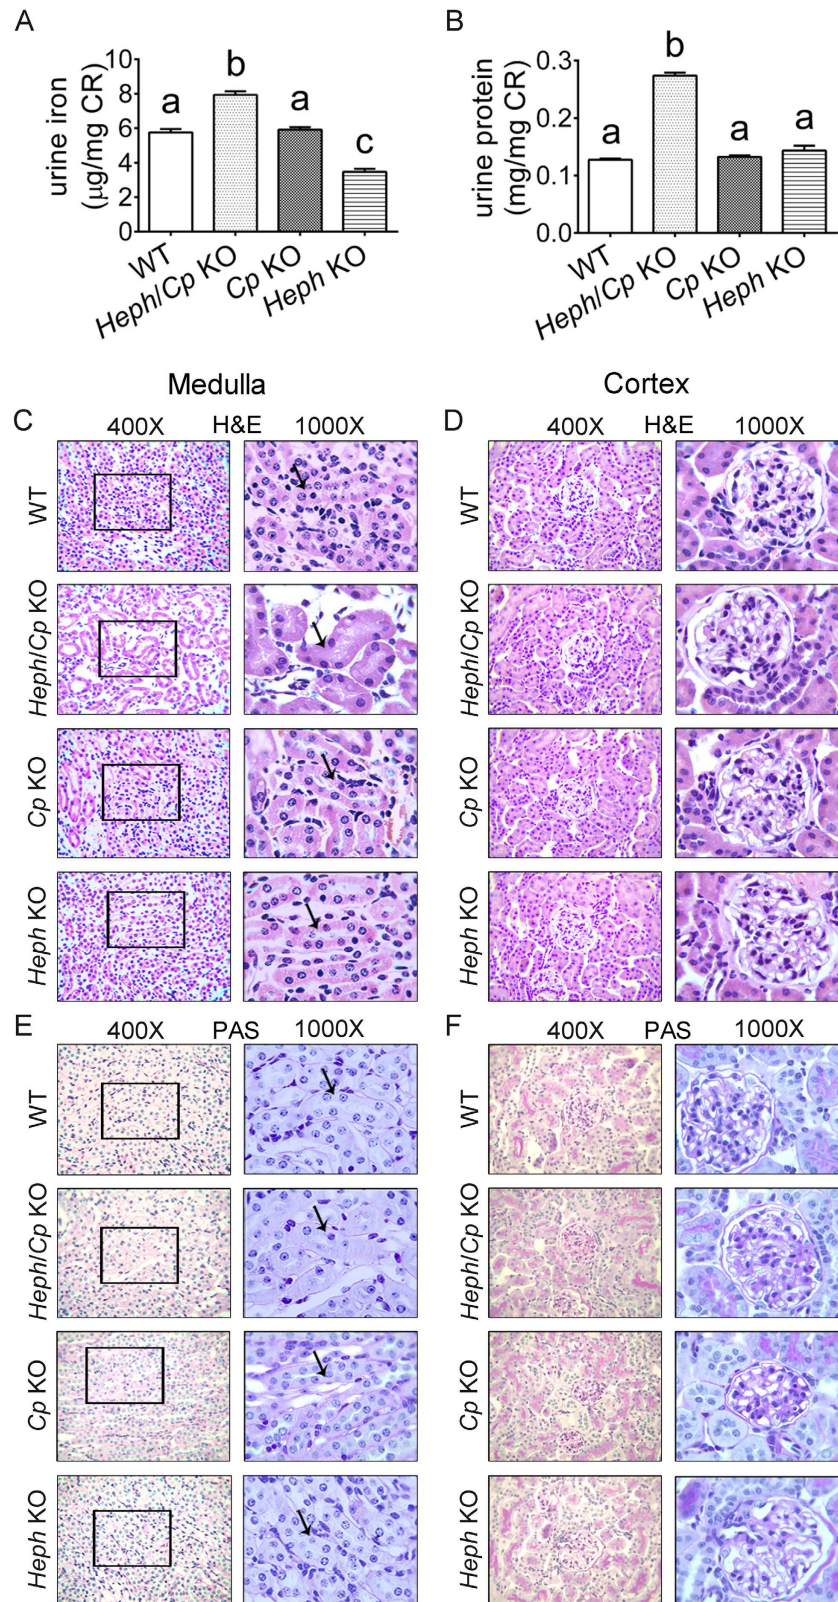 A
urine iron
(μg/mg CR)
10
8
6
4
2
0
a
b
a
c
WT
Heph/Cp KO
Cp KO
Heph KO
B
urine protein
(mg/mg CR)
0.3
0.2
0.1
0.0
a
b
a
a
WT
Heph/Cp KO
Cp KO
Heph KO
Medulla
Cortex
C
400X
H&E
1000X
WT
Heph/Cp KO
Cp KO
Heph KO
D
400X
H&E
1000X
WT
Heph/Cp KO
Cp KO
Heph KO
E
400X
PAS
1000X
WT
Heph/Cp KO
Cp KO
Heph KO
F
400X
PAS
1000X
WT
Heph/Cp KO
Cp KO
Heph KO